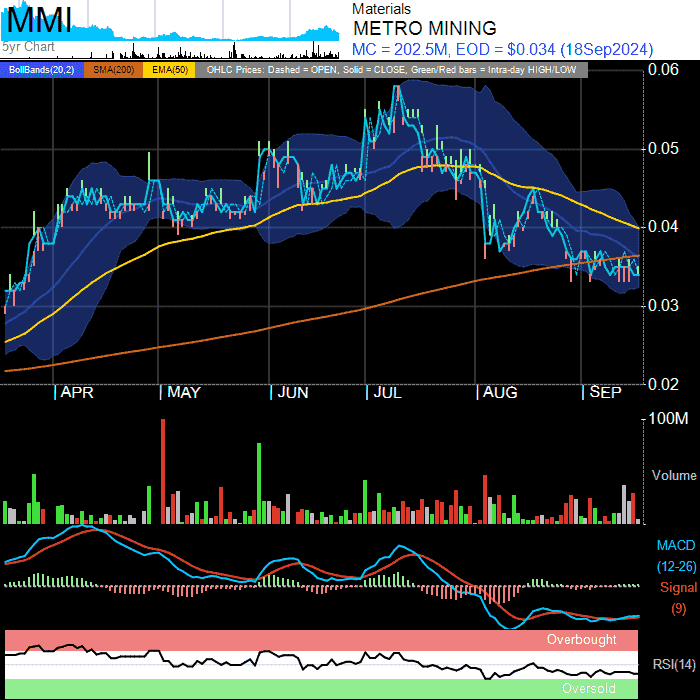 MMI
5yr Chart
Materials
METRO MINING
MC = 202.5M, EOD = $0.034 (18Sep2024)
BollBands(20,2) SMA(200) EMA(50) OHLC Prices: Dashed = OPEN, Solid = CLOSE, Green/Red bars = Intra-day HIGH/LOW
0.06
0.05
0.04
0.03
0.02
APR MAY JUN JUL AUG SEP
100M
Volume
MACD
(12-26)
Signal
(9)
Overbought
RSI(14)
Oversold